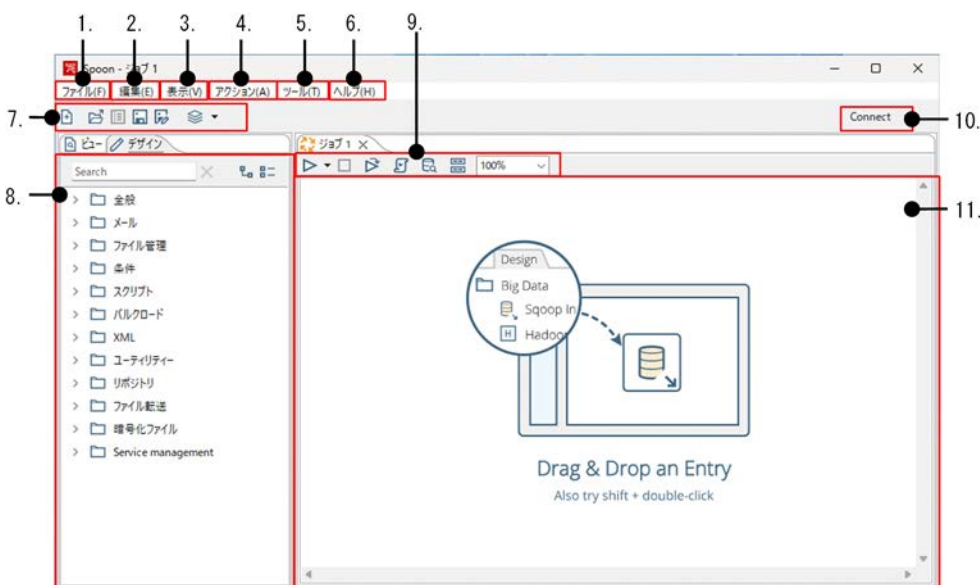 1. 2. 3. 4. 5. 6. 9.
Spoon - ジョブ 1
ファイル(F) 編集(E) 表示(V) アクション(A) ツール(T) ヘルプ(H)
7.
Connect
10.
ビュー デザイン
ジョブ 1
Search
100%
8.
11.
全般
メール
ファイル管理
条件
スクリプト
バルクロード
XML
ユーティリティー
リポジトリ
ファイル転送
暗号化ファイル
Service management
Design
Big Data
Sqoop In
H Hadoop
Drag & Drop an Entry
Also try shift + double-click